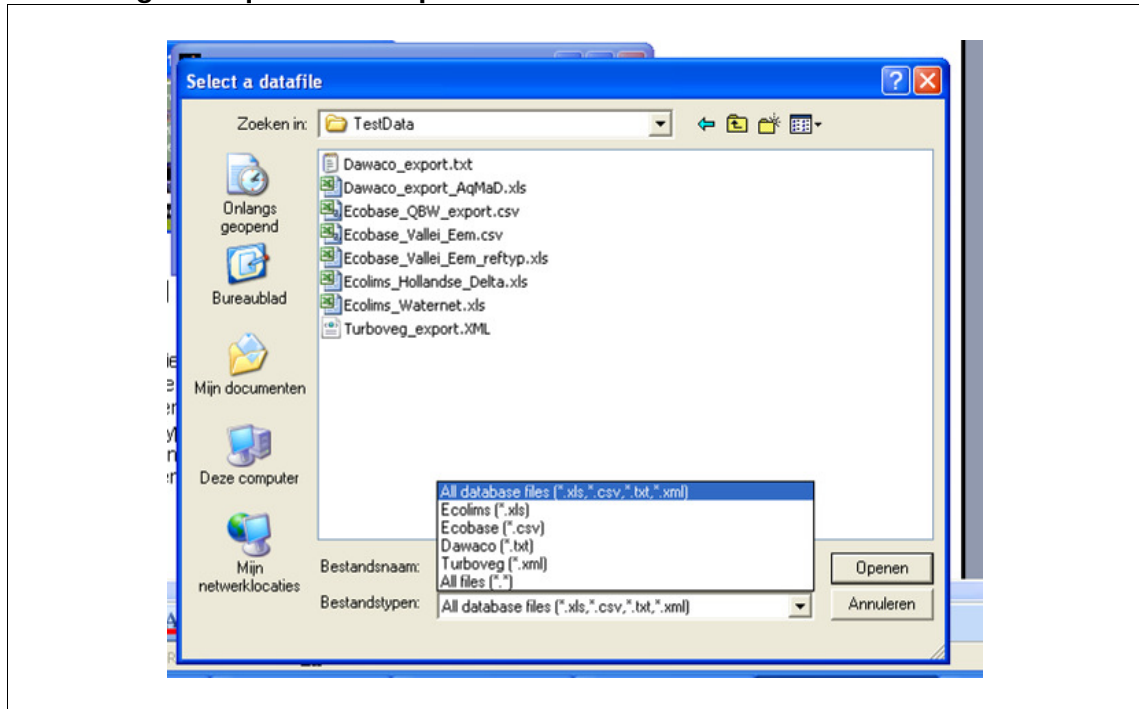 Select a datafile
Zoeken in:
TestData
Onlangs
geopend
Bureaublad
Mijn documenten
Deze computer
Mijn
netwerklocaties
Dawaco_export.txt
Dawaco_export_AqMaD.xls
Ecobase_QBW_export.csv
Ecobase_Vallei_Eem.csv
Ecobase_Vallei_Eem_reftyp.xls
Ecolims_Hollandse_Delta.xls
Ecolims_Waternet.xls
Turboveg_export.XML
All database files (*.xls,*.csv,*.txt,*.xml)
Ecolims (*.xls)
Ecobase (*.csv)
Dawaco (*.txt)
Turboveg (*.xml)
All files (*.*)
Bestandsnaam:
Openen
Bestandstypen:
All database files (*.xls,*.csv,*.txt,*.xml)
Annuleren